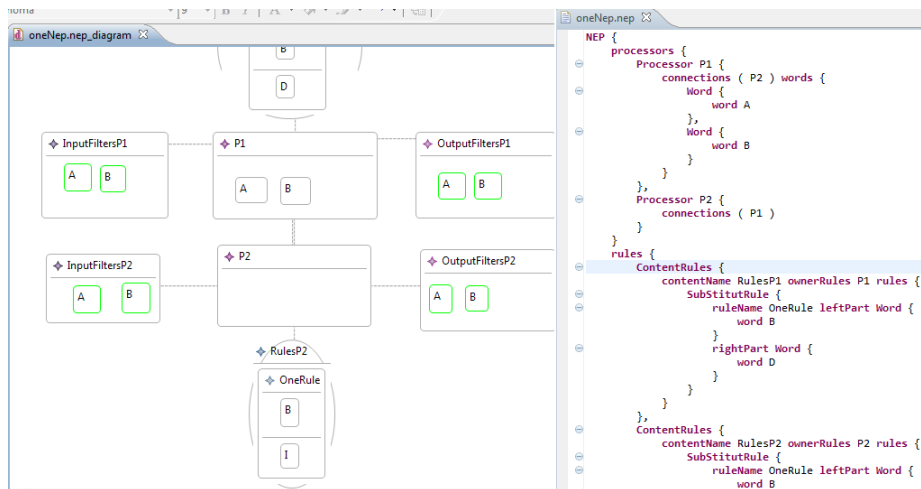 oneNep.nep_diagram
B
D
InputFiltersP1
A
B
P1
A
B
OutputFiltersP1
A
B
InputFiltersP2
A
B
P2
OutputFiltersP2
A
B
RulesP2
OneRule
B
I
oneNep.nep
NEP {
processors {
Processor P1 {
connections ( P2 ) words {
Word {
word A
},
Word {
word B
}
}
},
Processor P2 {
connections ( P1 )
}
}
rules {
ContentRules {
contentName RulesP1 ownerRules P1 rules {
SubStitutRule {
ruleName OneRule leftPart Word {
word B
}
rightPart Word {
word D
}
}
}
},
ContentRules {
contentName RulesP2 ownerRules P2 rules {
SubStitutRule {
ruleName OneRule leftPart Word {
word B